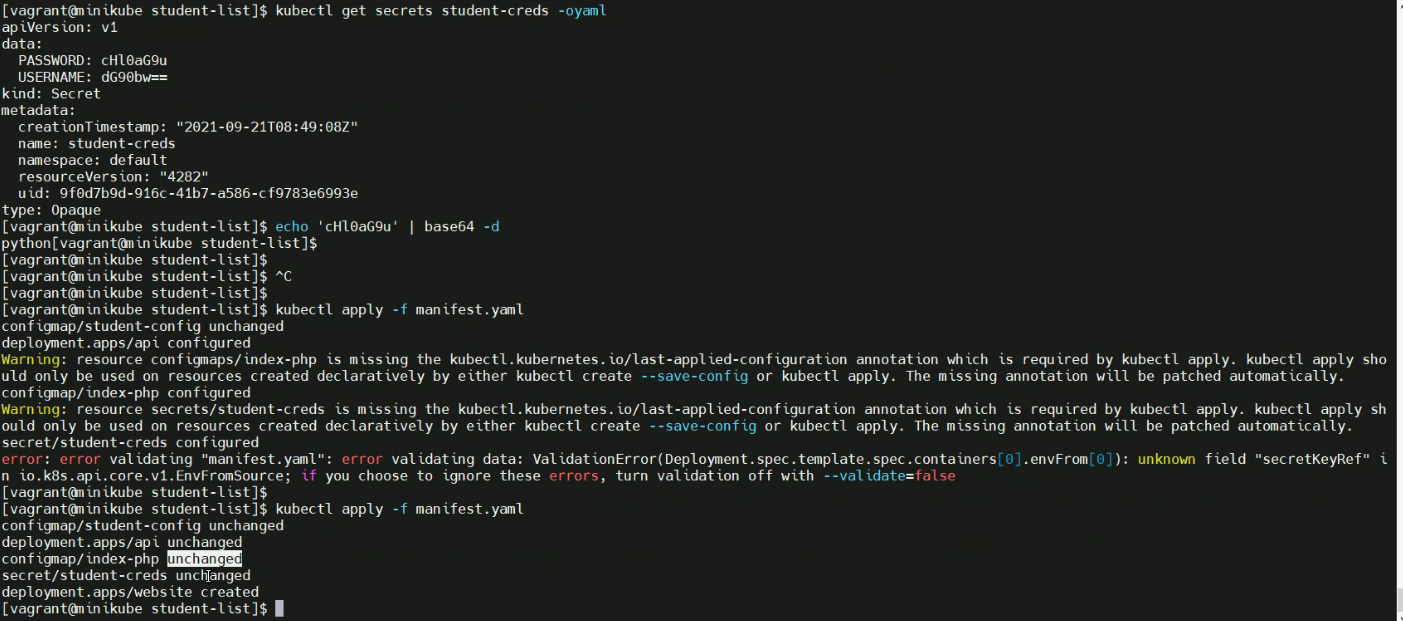 [vagrant@minikube student-list]$ kubectl get secrets student-creds -oyaml
apiVersion: v1
data:
  PASSWORD: cHl0aG9u
  USERNAME: dG90bw==
kind: Secret
metadata:
  creationTimestamp: "2021-09-21T08:49:08Z"
  name: student-creds
  namespace: default
  resourceVersion: "4282"
  uid: 9f0d7b9d-916c-41b7-a586-cf9783e6993e
type: Opaque
[vagrant@minikube student-list]$ echo 'cHl0aG9u' | base64 -d
python[vagrant@minikube student-list]$
[vagrant@minikube student-list]$
[vagrant@minikube student-list]$ ^C
[vagrant@minikube student-list]$
[vagrant@minikube student-list]$ kubectl apply -f manifest.yaml
configmap/student-config unchanged
deployment.apps/api configured
Warning: resource configmaps/index-php is missing the kubectl.kubernetes.io/last-applied-configuration annotation which is required by kubectl apply. kubectl apply sho
uld only be used on resources created declaratively by either kubectl create --save-config or kubectl apply. The missing annotation will be patched automatically.
configmap/index-php configured
Warning: resource secrets/student-creds is missing the kubectl.kubernetes.io/last-applied-configuration annotation which is required by kubectl apply. kubectl apply sh
ould only be used on resources created declaratively by either kubectl create --save-config or kubectl apply. The missing annotation will be patched automatically.
secret/student-creds configured
error: error validating "manifest.yaml": error validating data: ValidationError(Deployment.spec.template.spec.containers[0].envFrom[0]): unknown field "secretKeyRef" i
n io.k8s.api.core.v1.EnvFromSource; if you choose to ignore these errors, turn validation off with --validate=false
[vagrant@minikube student-list]$
[vagrant@minikube student-list]$ kubectl apply -f manifest.yaml
configmap/student-config unchanged
deployment.apps/api unchanged
configmap/index-php unchanged
secret/student-creds unchanged
deployment.apps/website created
[vagrant@minikube student-list]$